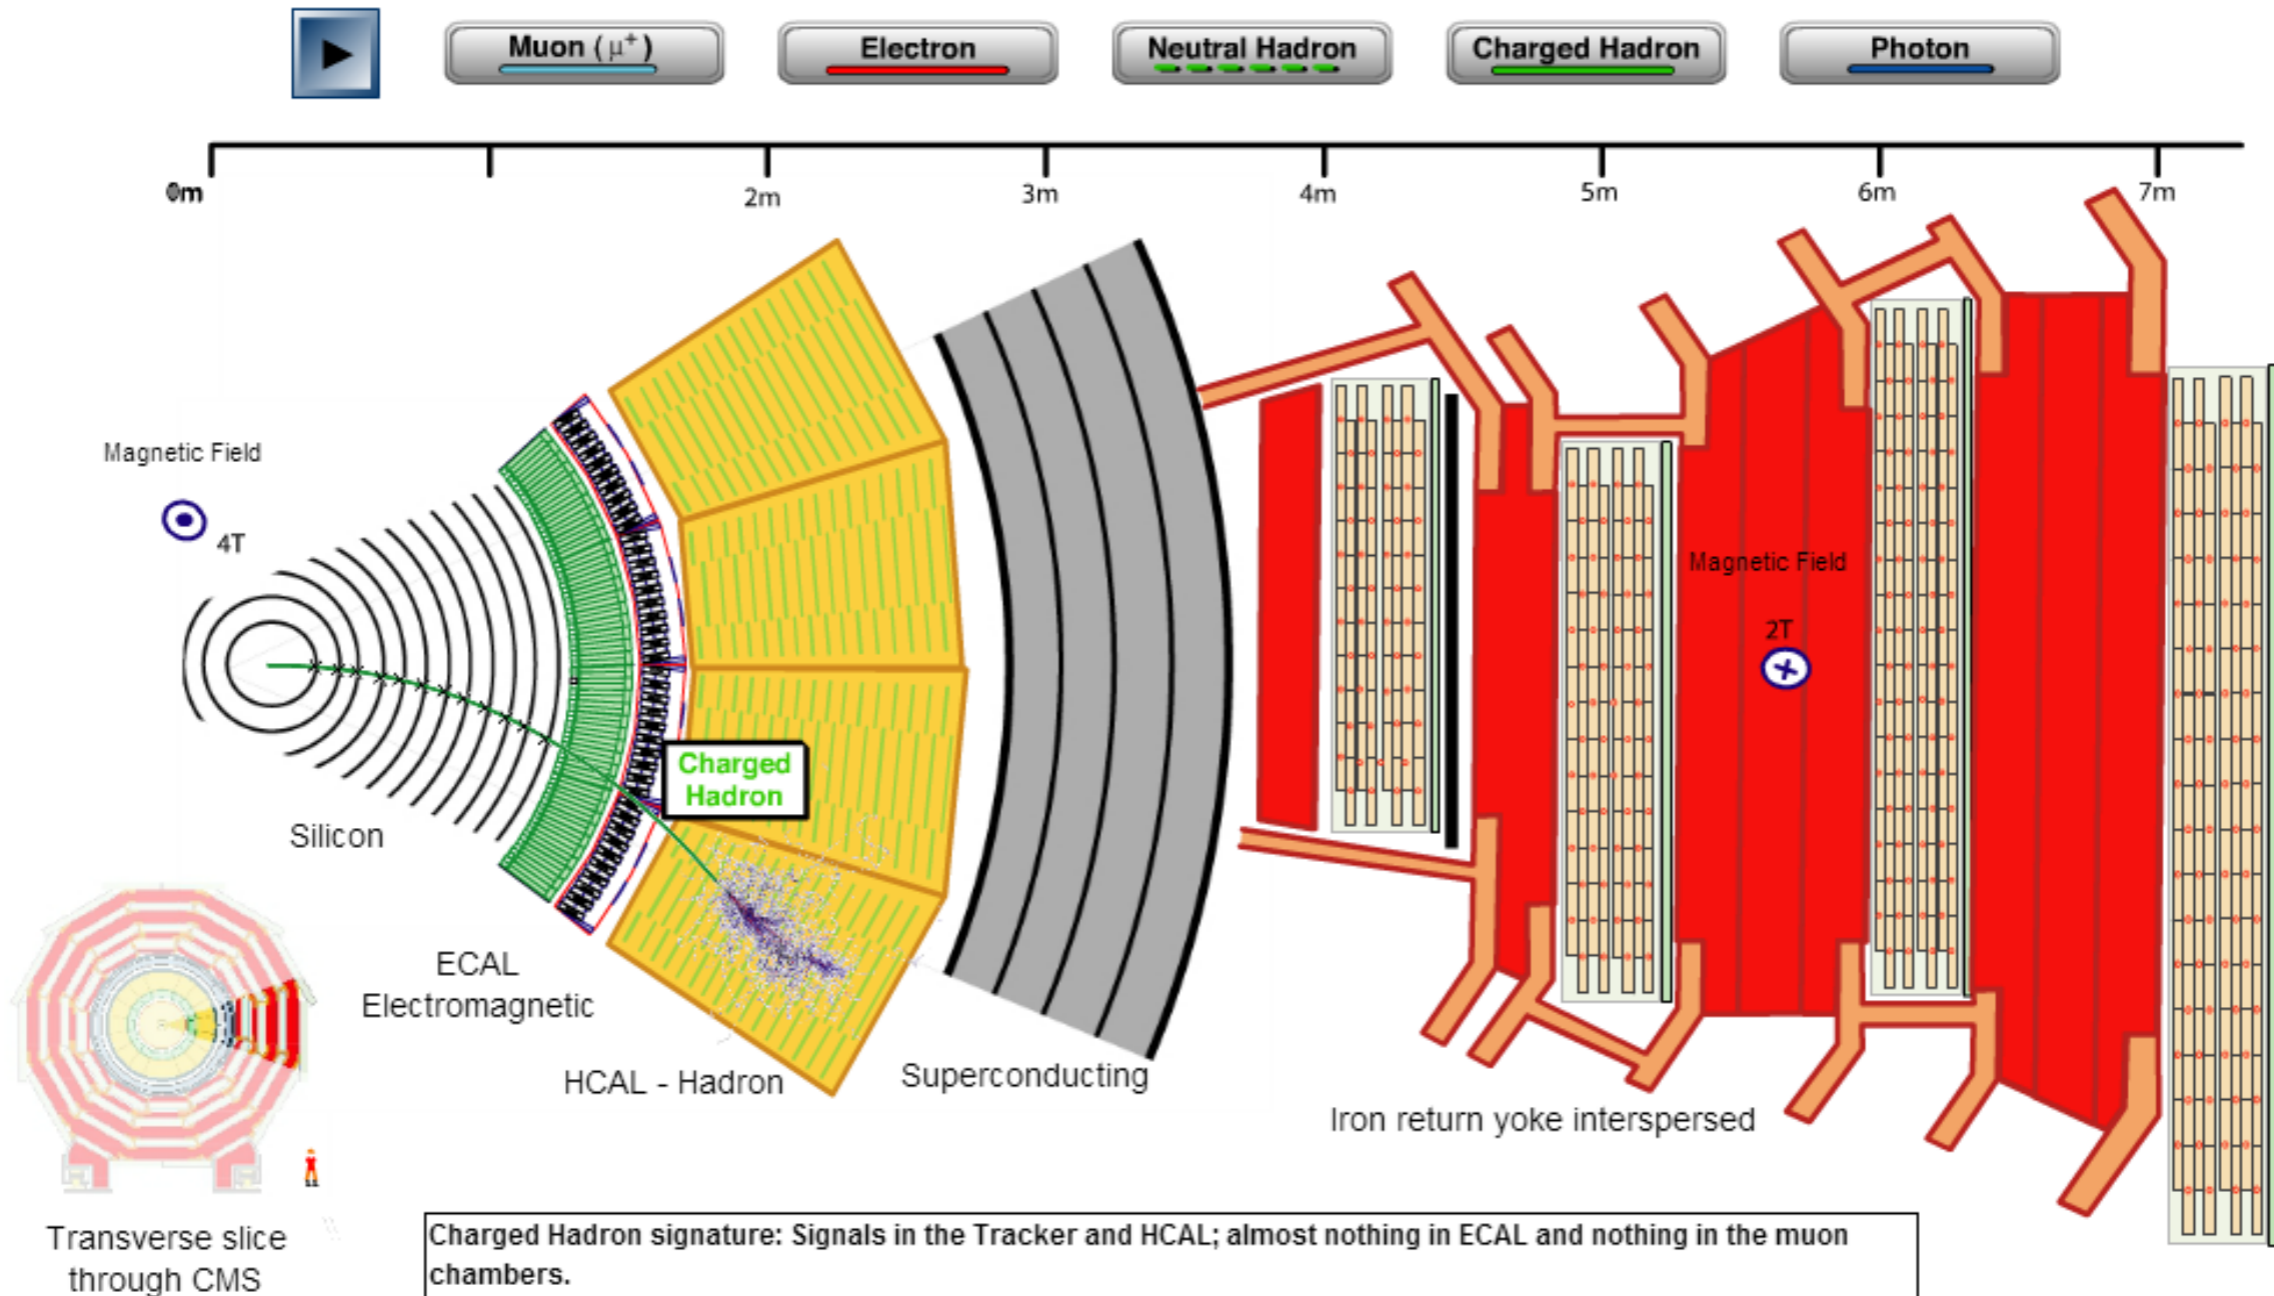 Muon (μ⁺)
Electron
Neutral Hadron
Charged Hadron
Photon
0m
2m
3m
4m
5m
6m
7m
Magnetic Field
4T
Magnetic Field
2T
Charged
Hadron
Silicon
ECAL
Electromagnetic
HCAL - Hadron
Superconducting
Iron return yoke interspersed
Transverse slice
through CMS
Charged Hadron signature: Signals in the Tracker and HCAL; almost nothing in ECAL and nothing in the muon
chambers.